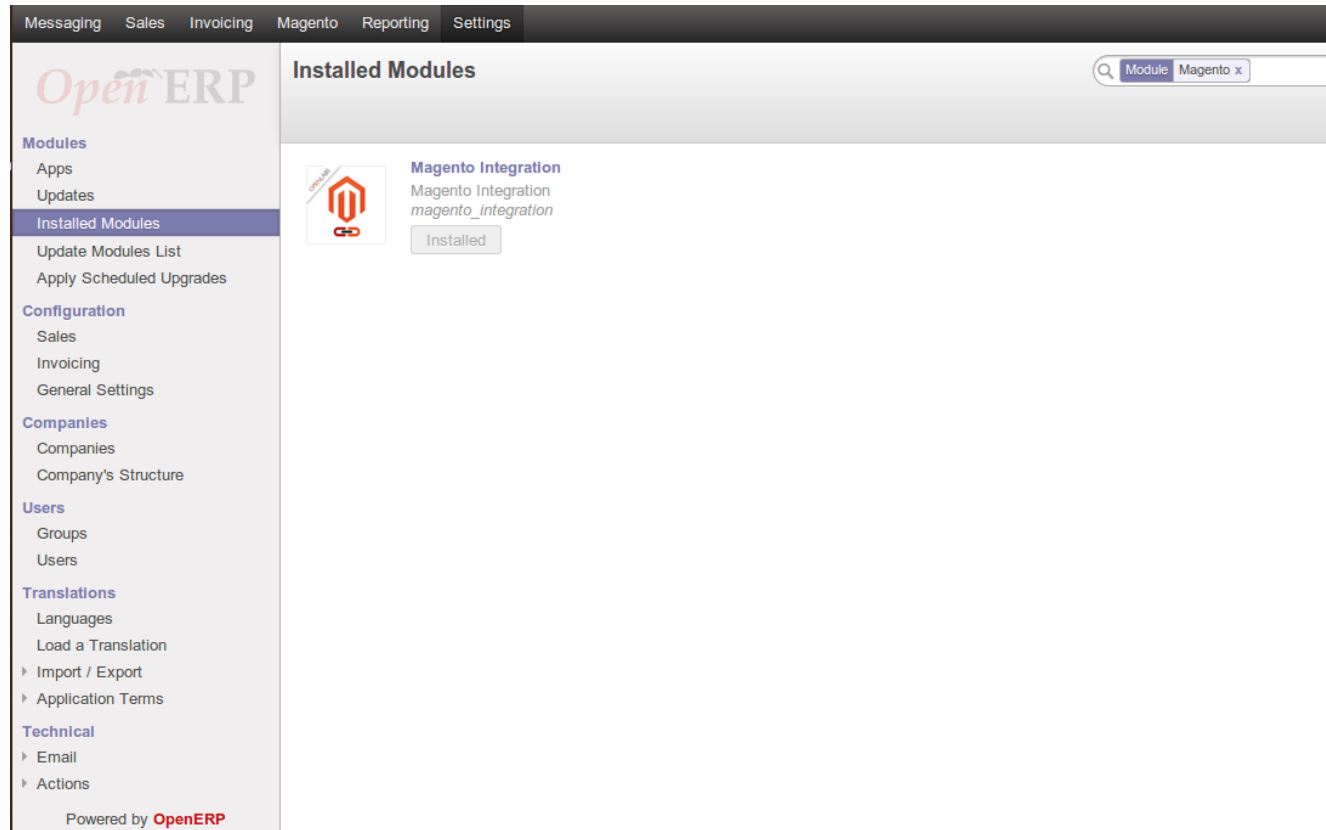 Messaging Sales Invoicing Magento Reporting Settings
OpenERP
Modules
Apps
Updates
Installed Modules
Update Modules List
Apply Scheduled Upgrades
Configuration
Sales
Invoicing
General Settings
Companies
Companies
Company's Structure
Users
Groups
Users
Translations
Languages
Load a Translation
Import / Export
Application Terms
Technical
Email
Actions
Powered by OpenERP
Installed Modules
Module Magento x
OPENLABS
Magento Integration
Magento Integration
magento_integration
Installed